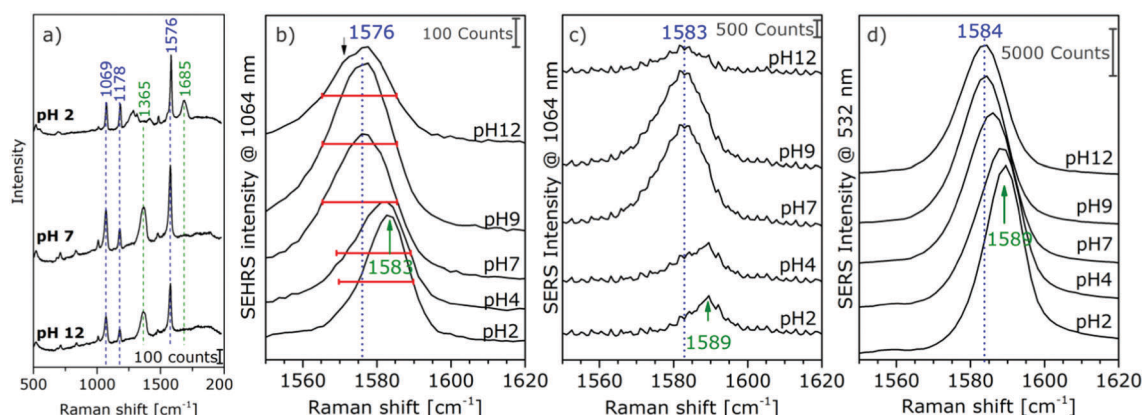 a)
1576
1069
1178
1365
1685
pH 2
pH 7
pH 12
100 Counts
Intensity
500 1000 1500 200
Raman shift [cm⁻¹]
b)
1576
100 Counts
pH12
pH9
pH7
1583
pH4
pH2
SEHRS Intensity @ 1064 nm
1560 1580 1600 1620
Raman shift [cm⁻¹]
c)
500 Counts
1583
pH12
pH9
pH7
pH4
pH2
1589
SERS Intensity @ 1064 nm
1560 1580 1600 1620
Raman shift [cm⁻¹]
d)
1584
5000 Counts
pH12
pH9
pH7
1589
pH4
pH2
SERS Intensity @ 532 nm
1560 1580 1600 1620
Raman shift [cm⁻¹]